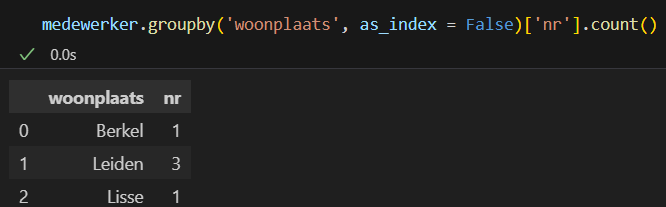 medewerker.groupby('woonplaats', as_index = False)['nr'].count()
0.0s
woonplaats nr
0 Berkel 1
1 Leiden 3
2 Lisse 1